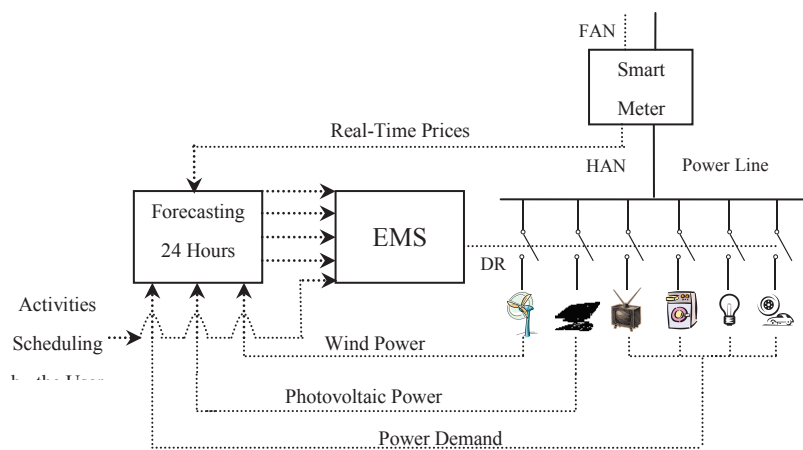 FAN
Smart
Meter
Real-Time Prices
HAN
Power Line
Forecasting
24 Hours
EMS
DR
Activities
Scheduling
Wind Power
Photovoltaic Power
Power Demand